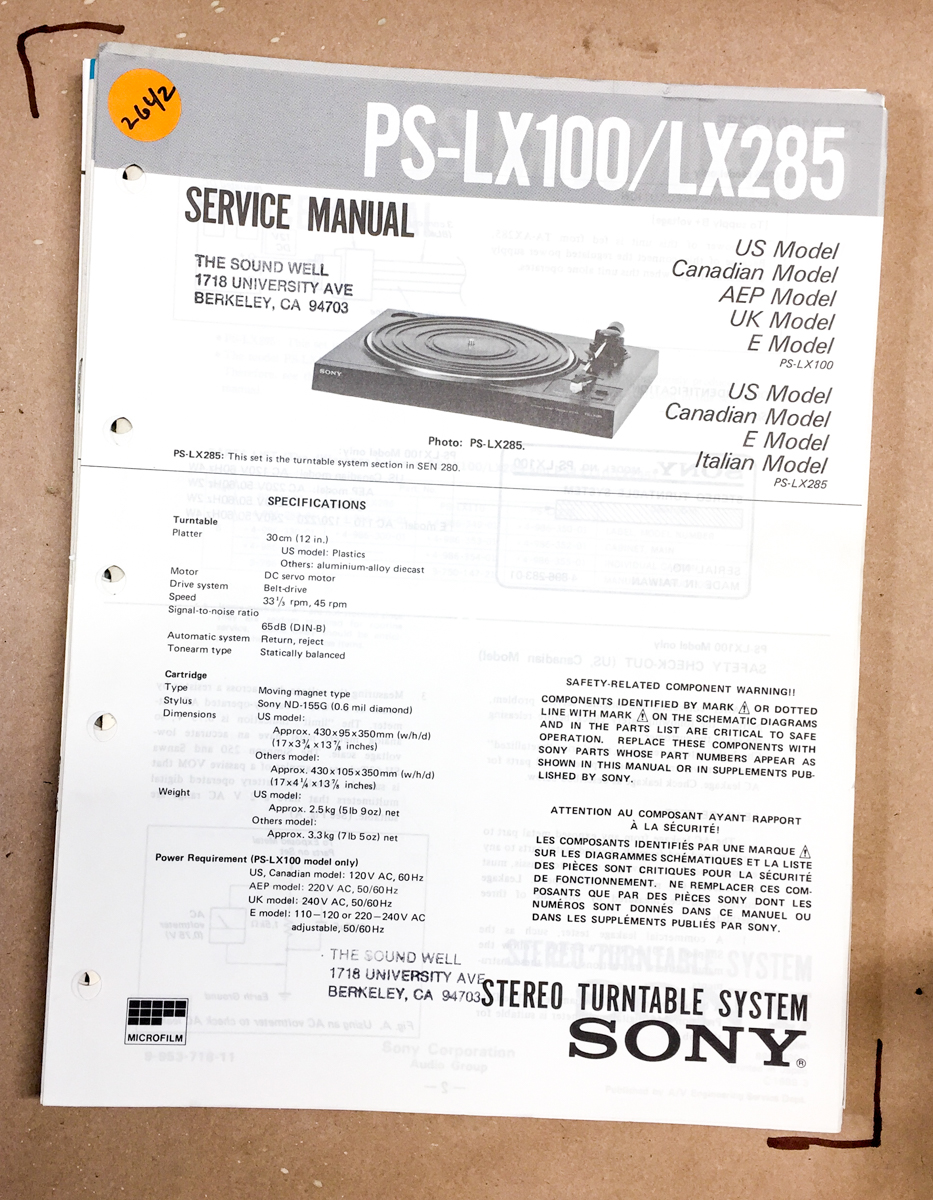 2642
PS-LX100/LX285
SERVICE MANUAL
THE SOUND WELL
1718 UNIVERSITY AVE
BERKELEY, CA 94703
US Model
Canadian Model
AEP Model
UK Model
E Model
PS-LX100
US Model
Canadian Model
E Model
Italian Model
PS-LX285
SONY
Photo: PS-LX285.
PS-LX285: This set is the turntable system section in SEN 280.
SPECIFICATIONS
Turntable
Platter 30cm (12 in.)
US model: Plastics
Others: aluminium-alloy diecast
Motor DC servo motor
Drive system Belt-drive
Speed 33 1/3 rpm, 45 rpm
Signal-to-noise ratio
65dB (DIN-B)
Automatic system Return, reject
Tonearm type Statically balanced
Cartridge
Type Moving magnet type
Stylus Sony ND-155G (0.6 mil diamond)
Dimensions US model:
Approx. 430x95x350mm (w/h/d)
(17x3 3/4 x13 7/8 inches)
Others model:
Approx. 430x105x350mm (w/h/d)
(17x4 1/4 x13 7/8 inches)
Weight US model:
Approx. 2.5kg (5lb 9oz) net
Others model:
Approx. 3.3kg (7lb 5oz) net
Power Requirement (PS-LX100 model only)
US, Canadian model: 120V AC, 60Hz
AEP model: 220V AC, 50/60Hz
UK model: 240V AC, 50/60Hz
E model: 110-120 or 220-240V AC
adjustable, 50/60Hz
SAFETY-RELATED COMPONENT WARNING!!
COMPONENTS IDENTIFIED BY MARK ⚠ OR DOTTED
LINE WITH MARK ⚠ ON THE SCHEMATIC DIAGRAMS
AND IN THE PARTS LIST ARE CRITICAL TO SAFE
OPERATION. REPLACE THESE COMPONENTS WITH
SONY PARTS WHOSE PART NUMBERS APPEAR AS
SHOWN IN THIS MANUAL OR IN SUPPLEMENTS PUB-
LISHED BY SONY.
ATTENTION AU COMPOSANT AYANT RAPPORT
À LA SÉCURITÉ!
LES COMPOSANTS IDENTIFIÉS PAR UNE MARQUE ⚠
SUR LES DIAGRAMMES SCHÉMATIQUES ET LA LISTE
DES PIÈCES SONT CRITIQUES POUR LA SÉCURITÉ
DE FONCTIONNEMENT. NE REMPLACER CES COM-
POSANTS QUE PAR DES PIÈCES SONY DONT LES
NUMÉROS SONT DONNÉS DANS CE MANUEL OU
DANS LES SUPPLÉMENTS PUBLIÉS PAR SONY.
THE SOUND WELL
1718 UNIVERSITY AVE
BERKELEY, CA 94703
STEREO TURNTABLE SYSTEM
SONY®
MICROFILM